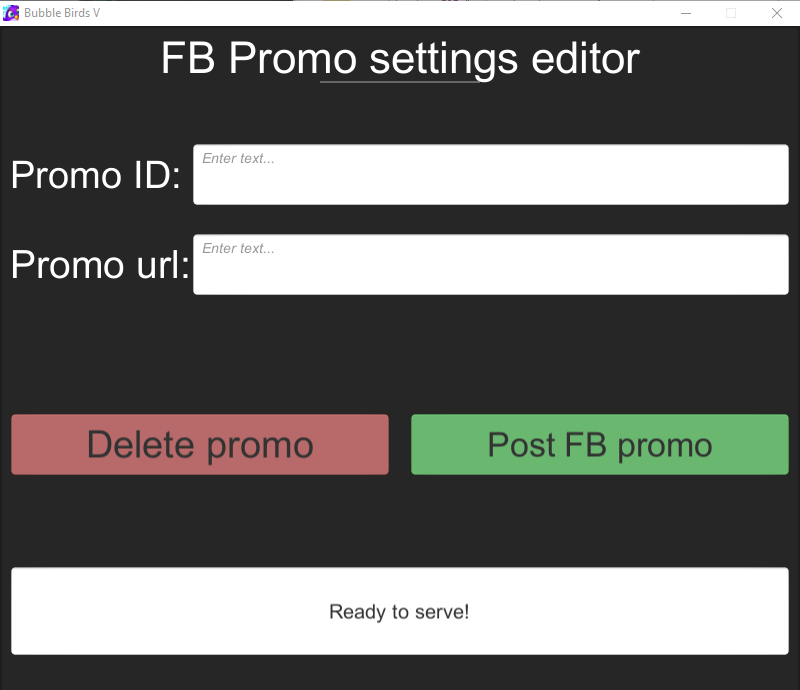 Bubble Birds V
FB Promo settings editor
Promo ID:
Enter text...
Promo url:
Enter text...
Delete promo
Post FB promo
Ready to serve!